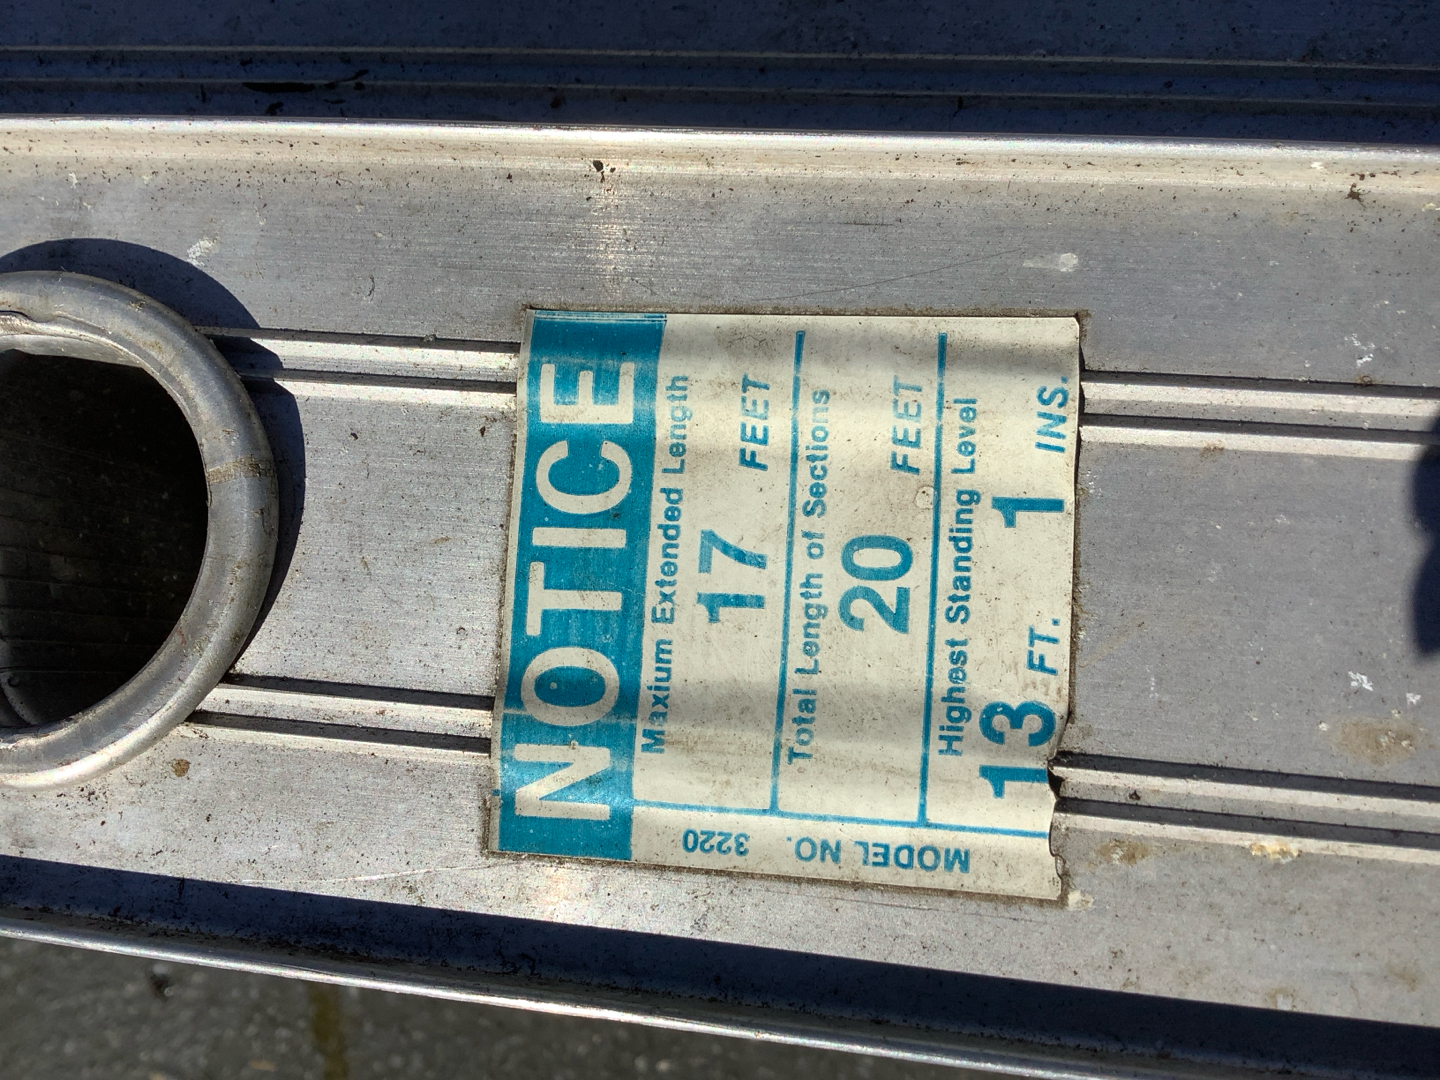 NOTICE
Maxium Extended Length
17 FEET
Total Length of Sections
20 FEET
Highest Standing Level
13 FT. 1 INS.
MODEL NO. 3220